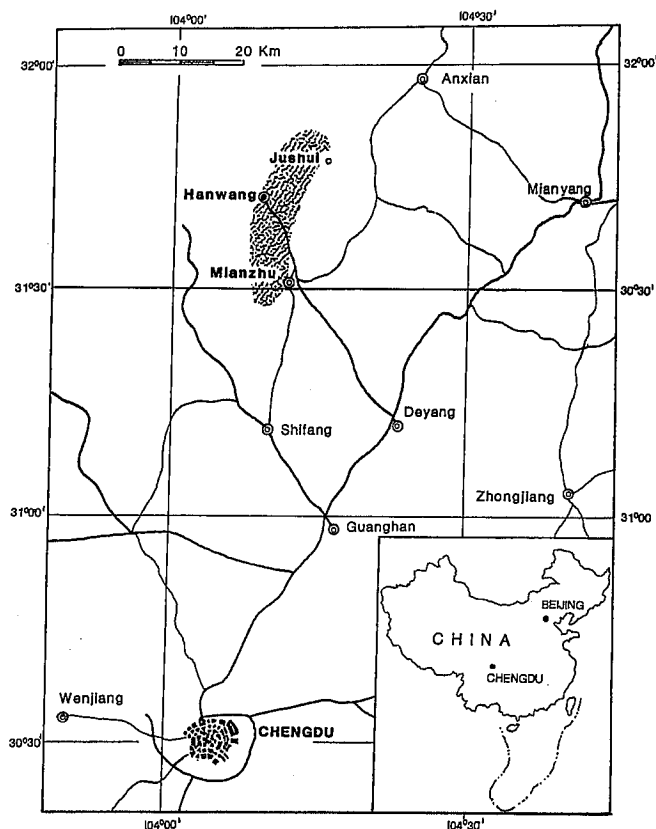 104°00' 104°30'
0 10 20 Km
32°00' 32°00'
Anxian
Jushui
Hanwang
Mianyang
Mianzhu
31°30' 30°30'
Shifang
Deyang
Zhongjiang
31°00' 31°00'
Guanghan
BEIJING
CHINA
CHENGDU
Wenjiang
CHENGDU
30°30' 30°30'
104°00' 104°30'